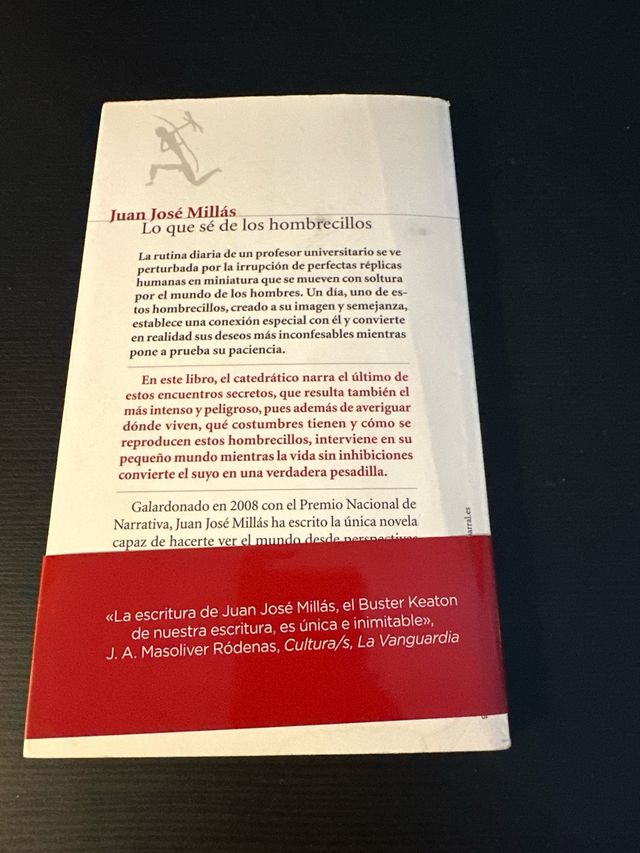 Juan José Millás
Lo que sé de los hombrecillos
La rutina diaria de un profesor universitario se ve
perturbada por la irrupción de perfectas réplicas
humanas en miniatura que se mueven con soltura
por el mundo de los hombres. Un día, uno de es-
tos hombrecillos, creado a su imagen y semejanza,
establece una conexión especial con él y convierte
en realidad sus deseos más inconfesables mientras
pone a prueba su paciencia.
En este libro, el catedrático narra el último de
estos encuentros secretos, que resulta también el
más intenso y peligroso, pues además de averiguar
dónde viven, qué costumbres tienen y cómo se
reproducen estos hombrecillos, interviene en su
pequeño mundo mientras la vida sin inhibiciones
convierte el suyo en una verdadera pesadilla.
Galardonado en 2008 con el Premio Nacional de
Narrativa, Juan José Millás ha escrito la única novela
capaz de hacerte ver el mundo desde perspectivas
arral.es
«La escritura de Juan José Millás, el Buster Keaton
de nuestra escritura, es única e inimitable»,
J. A. Masoliver Ródenas, Cultura/s, La Vanguardia